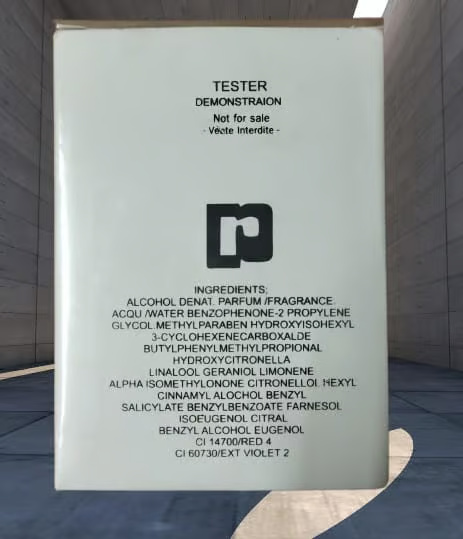 TESTER
DEMONSTRAION
Not for sale
- Vente Interdite -
INGREDIENTS;
ALCOHOL DENAT. PARFUM /FRAGRANCE.
ACQU /WATER BENZOPHENONE-2 PROPYLENE
GLYCOL.METHYLPARABEN HYDROXYISOHEXYL
3-CYCLOHEXENECARBOXALDE
BUTYLPHENYLMETHYLPROPIONAL
HYDROXYCITRONELLA
LINALOOL GERANIOL LIMONENE
ALPHA ISOMETHYLONONE CITRONELLOL HEXYL
CINNAMYL ALOCHOL BENZYL
SALICYLATE BENZYLBENZOATE FARNESOL
ISOEUGENOL CITRAL
BENZYL ALCOHOL EUGENOL
CI 14700/RED 4
CI 60730/EXT VIOLET 2